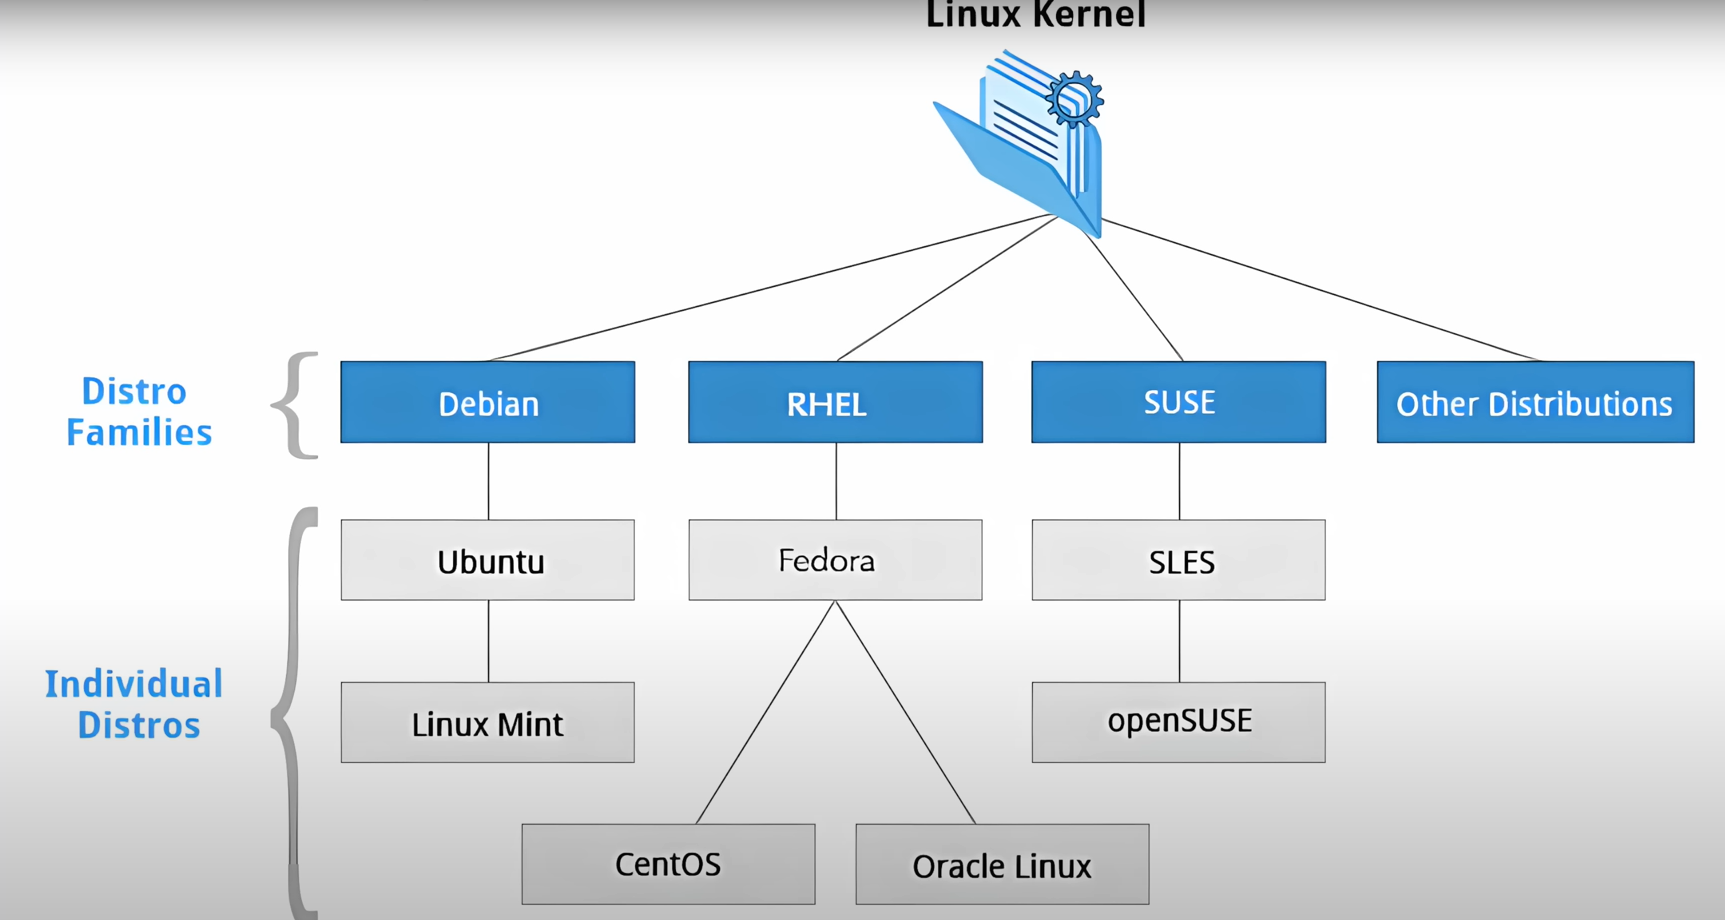 Linux Kernel
Distro
Families
Debian
RHEL
SUSE
Other Distributions
Individual
Distros
Ubuntu
Fedora
SLES
Linux Mint
openSUSE
CentOS
Oracle Linux